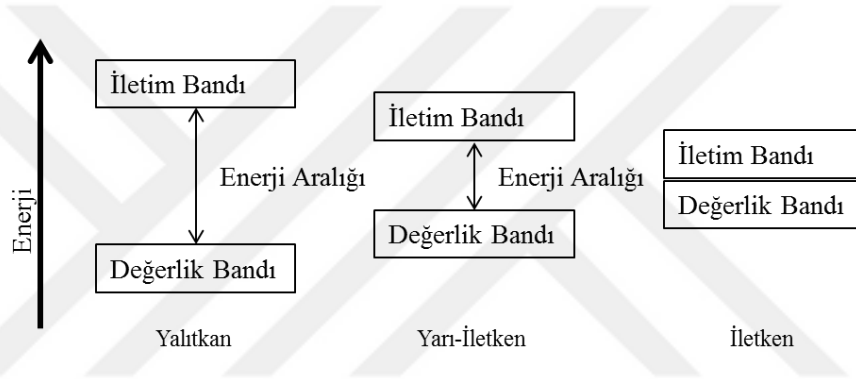 Enerji
İletim Bandı
Enerji Aralığı
Değerlik Bandı
Yalıtkan
İletim Bandı
Enerji Aralığı
Değerlik Bandı
Yarı-İletken
İletim Bandı
Değerlik Bandı
İletken